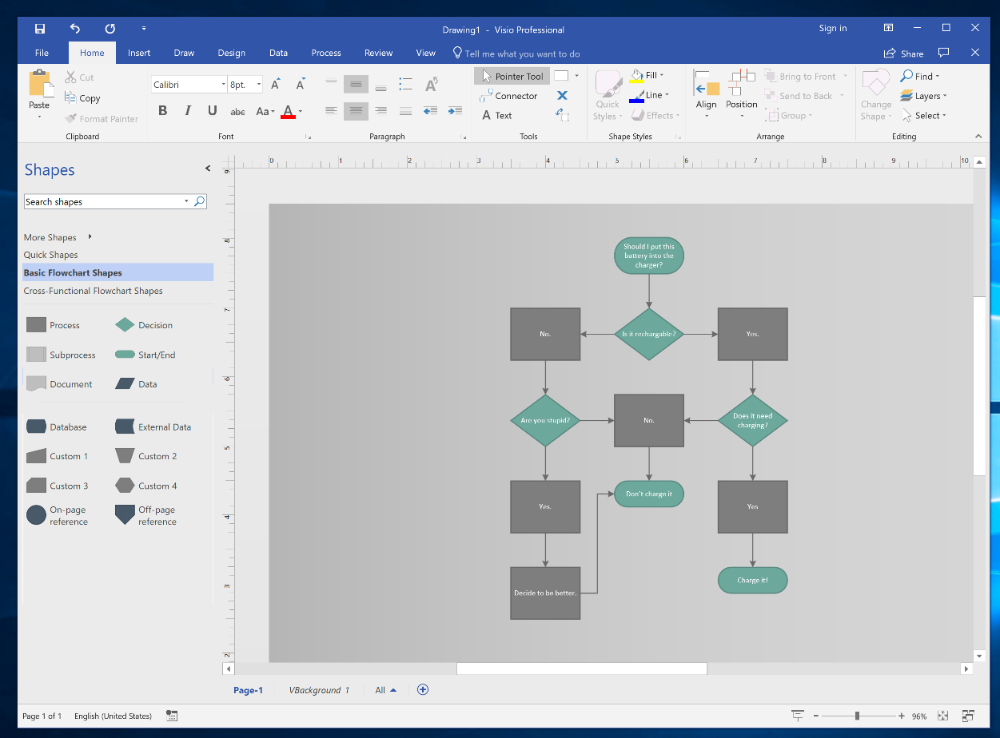 Drawing1 - Visio Professional
Sign in
File Home Insert Draw Design Data Process Review View Tell me what you want to do Share
Paste
Cut
Copy
Format Painter
Clipboard
Calibri 8pt. A A
B I U abc Aa A
Font
A
Paragraph
Pointer Tool
Connector
A Text
Tools
Quick
Styles
Fill
Line
Effects
Shape Styles
Align
Position
Bring to Front
Send to Back
Group
Arrange
Change
Shape
Find
Layers
Select
Editing
Shapes
Search shapes
More Shapes
Quick Shapes
Basic Flowchart Shapes
Cross-Functional Flowchart Shapes
Process Decision
Subprocess Start/End
Document Data
Database External Data
Custom 1 Custom 2
Custom 3 Custom 4
On-page
reference
Off-page
reference
0 1 2 3 4 5 6 7 8 9 10
9
8
7
6
5
4
3
2
Should I put this
battery into the
charger?
No.
Is it rechargable?
Yes.
Are you stupid?
No.
Does it need
charging?
Yes.
Don't charge it
Yes
Decide to be better.
Charge it!
Page-1 VBackground 1 All
Page 1 of 1 English (United States)
96%